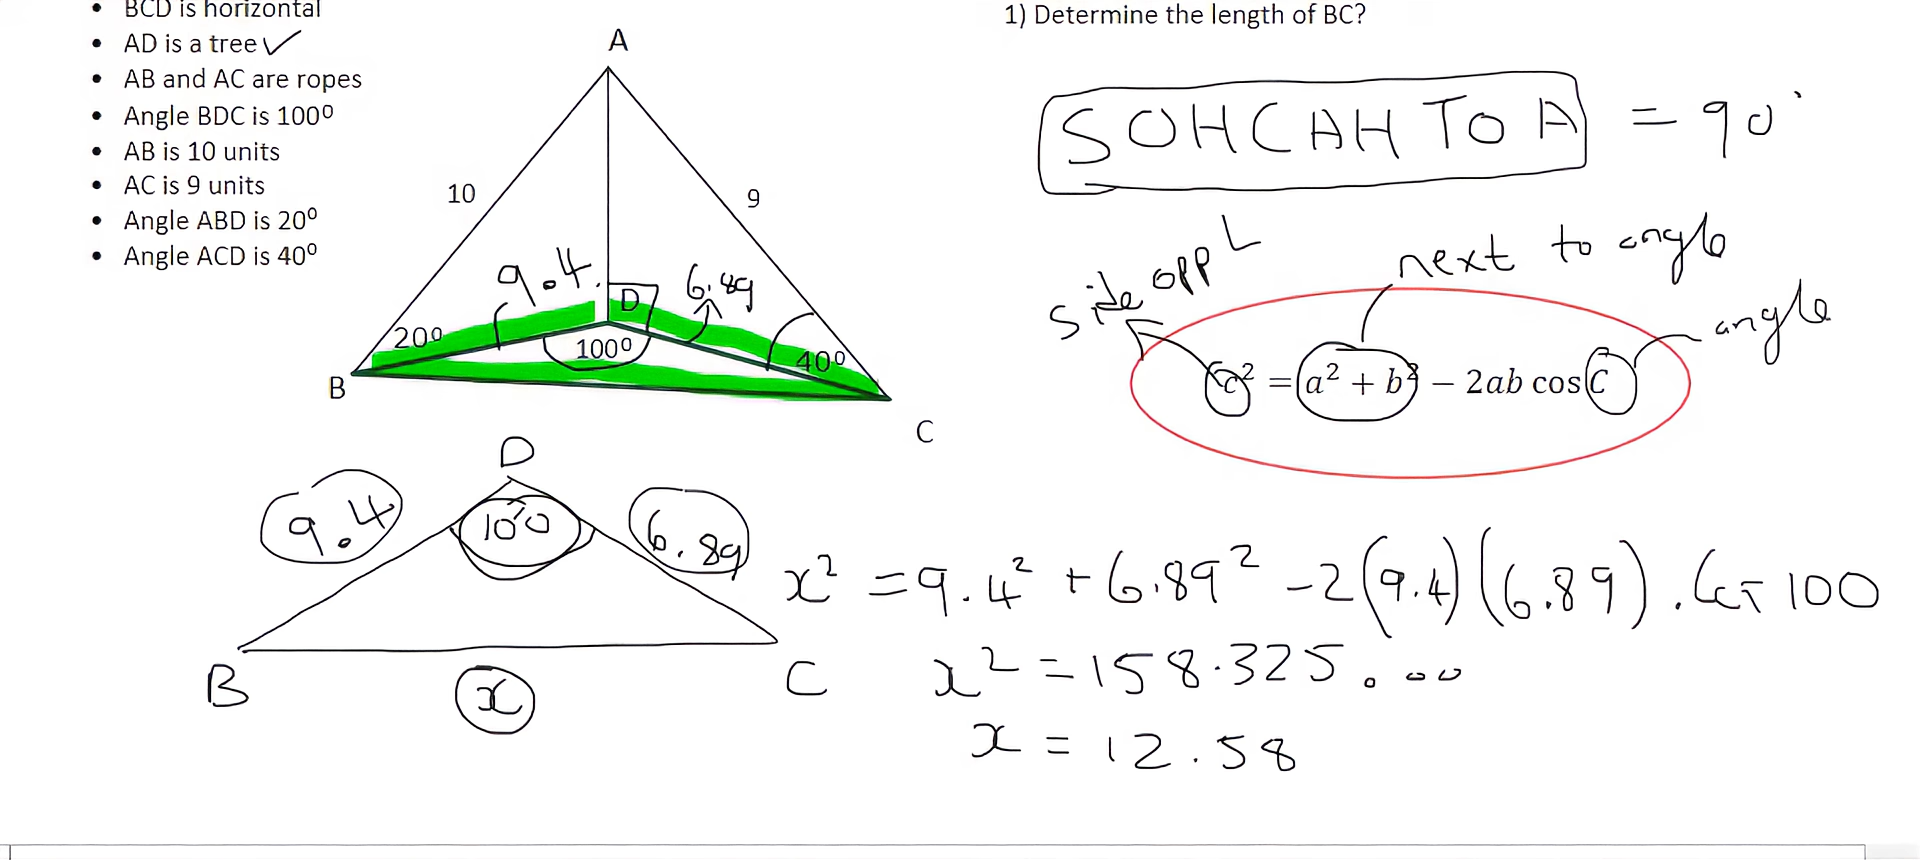 • BCD is horizontal
• AD is a tree ✓
• AB and AC are ropes
• Angle BDC is 100⁰
• AB is 10 units
• AC is 9 units
• Angle ABD is 20⁰
• Angle ACD is 40⁰
A
10
9
9.4
D
6.89
20⁰
100⁰
40⁰
B
C
D
9.4
100
6.89
B
x
C
1) Determine the length of BC?
SOHCAHTOA = 90°
side opp L
next to angle
angle
c² = a² + b² − 2ab cos C
x² = 9.4² + 6.89² - 2(9.4)(6.89). Cos 100
x² = 158.325....
x = 12.58